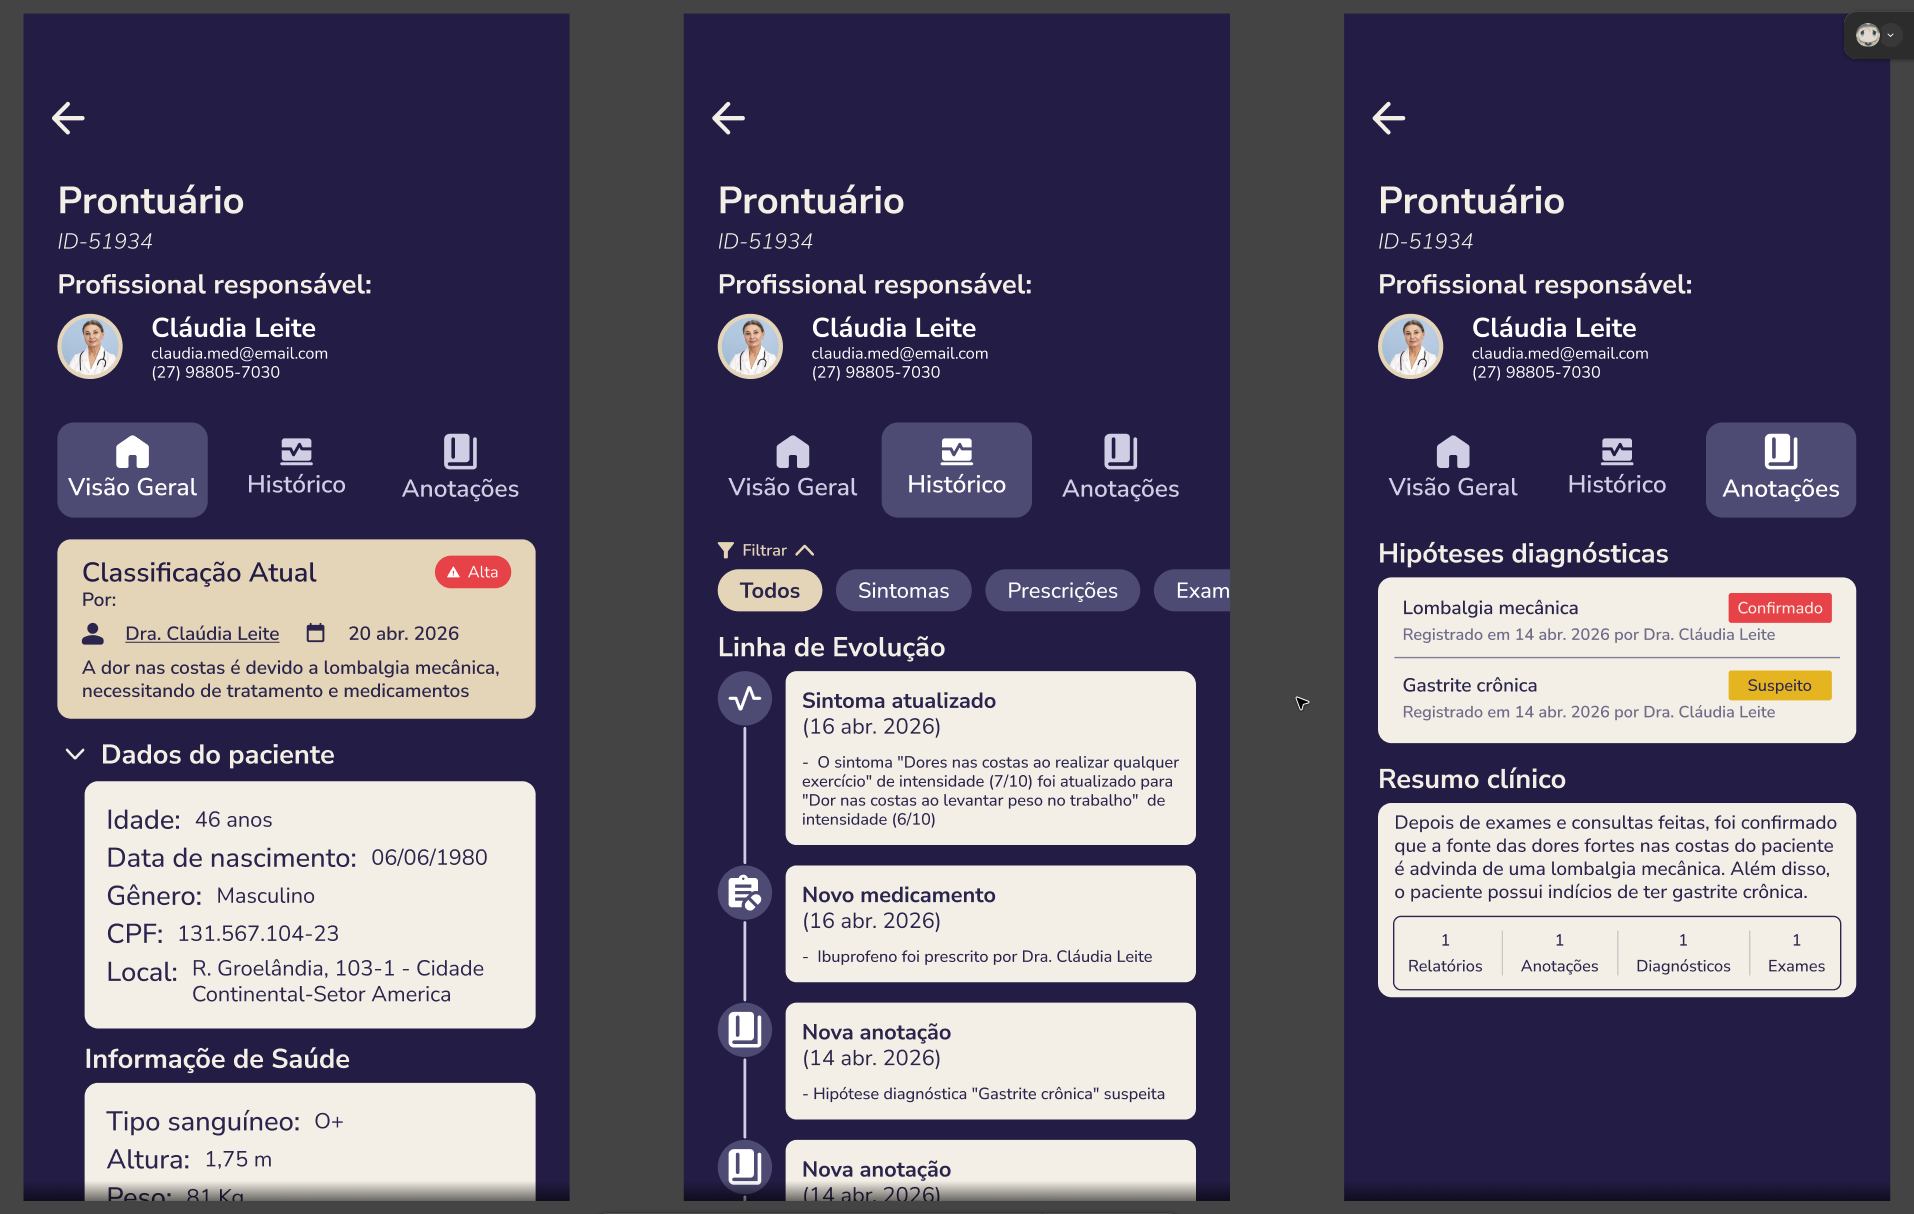 Prontuário
ID-51934
Profissional responsável:
Cláudia Leite
claudia.med@email.com
(27) 98805-7030
Visão Geral
Histórico
Anotações
Classificação Atual
Alta
Por:
Dra. Claúdia Leite
20 abr. 2026
A dor nas costas é devido a lombalgia mecânica,
necessitando de tratamento e medicamentos
Dados do paciente
Idade: 46 anos
Data de nascimento: 06/06/1980
Gênero: Masculino
CPF: 131.567.104-23
Local: R. Groelândia, 103-1 - Cidade
Continental-Setor America
Informaçõe de Saúde
Tipo sanguíneo: O+
Altura: 1,75 m
Peso: 81 Kg
Prontuário
ID-51934
Profissional responsável:
Cláudia Leite
claudia.med@email.com
(27) 98805-7030
Visão Geral
Histórico
Anotações
Filtrar
Todos
Sintomas
Prescrições
Exam
Linha de Evolução
Sintoma atualizado
(16 abr. 2026)
- O sintoma "Dores nas costas ao realizar qualquer
exercício" de intensidade (7/10) foi atualizado para
"Dor nas costas ao levantar peso no trabalho" de
intensidade (6/10)
Novo medicamento
(16 abr. 2026)
- Ibuprofeno foi prescrito por Dra. Cláudia Leite
Nova anotação
(14 abr. 2026)
- Hipótese diagnóstica "Gastrite crônica" suspeita
Nova anotação
(14 abr. 2026)
Prontuário
ID-51934
Profissional responsável:
Cláudia Leite
claudia.med@email.com
(27) 98805-7030
Visão Geral
Histórico
Anotações
Hipóteses diagnósticas
Lombalgia mecânica
Confirmado
Registrado em 14 abr. 2026 por Dra. Cláudia Leite
Gastrite crônica
Suspeito
Registrado em 14 abr. 2026 por Dra. Cláudia Leite
Resumo clínico
Depois de exames e consultas feitas, foi confirmado
que a fonte das dores fortes nas costas do paciente
é advinda de uma lombalgia mecânica. Além disso,
o paciente possui indícios de ter gastrite crônica.
1
Relatórios
1
Anotações
1
Diagnósticos
1
Exames